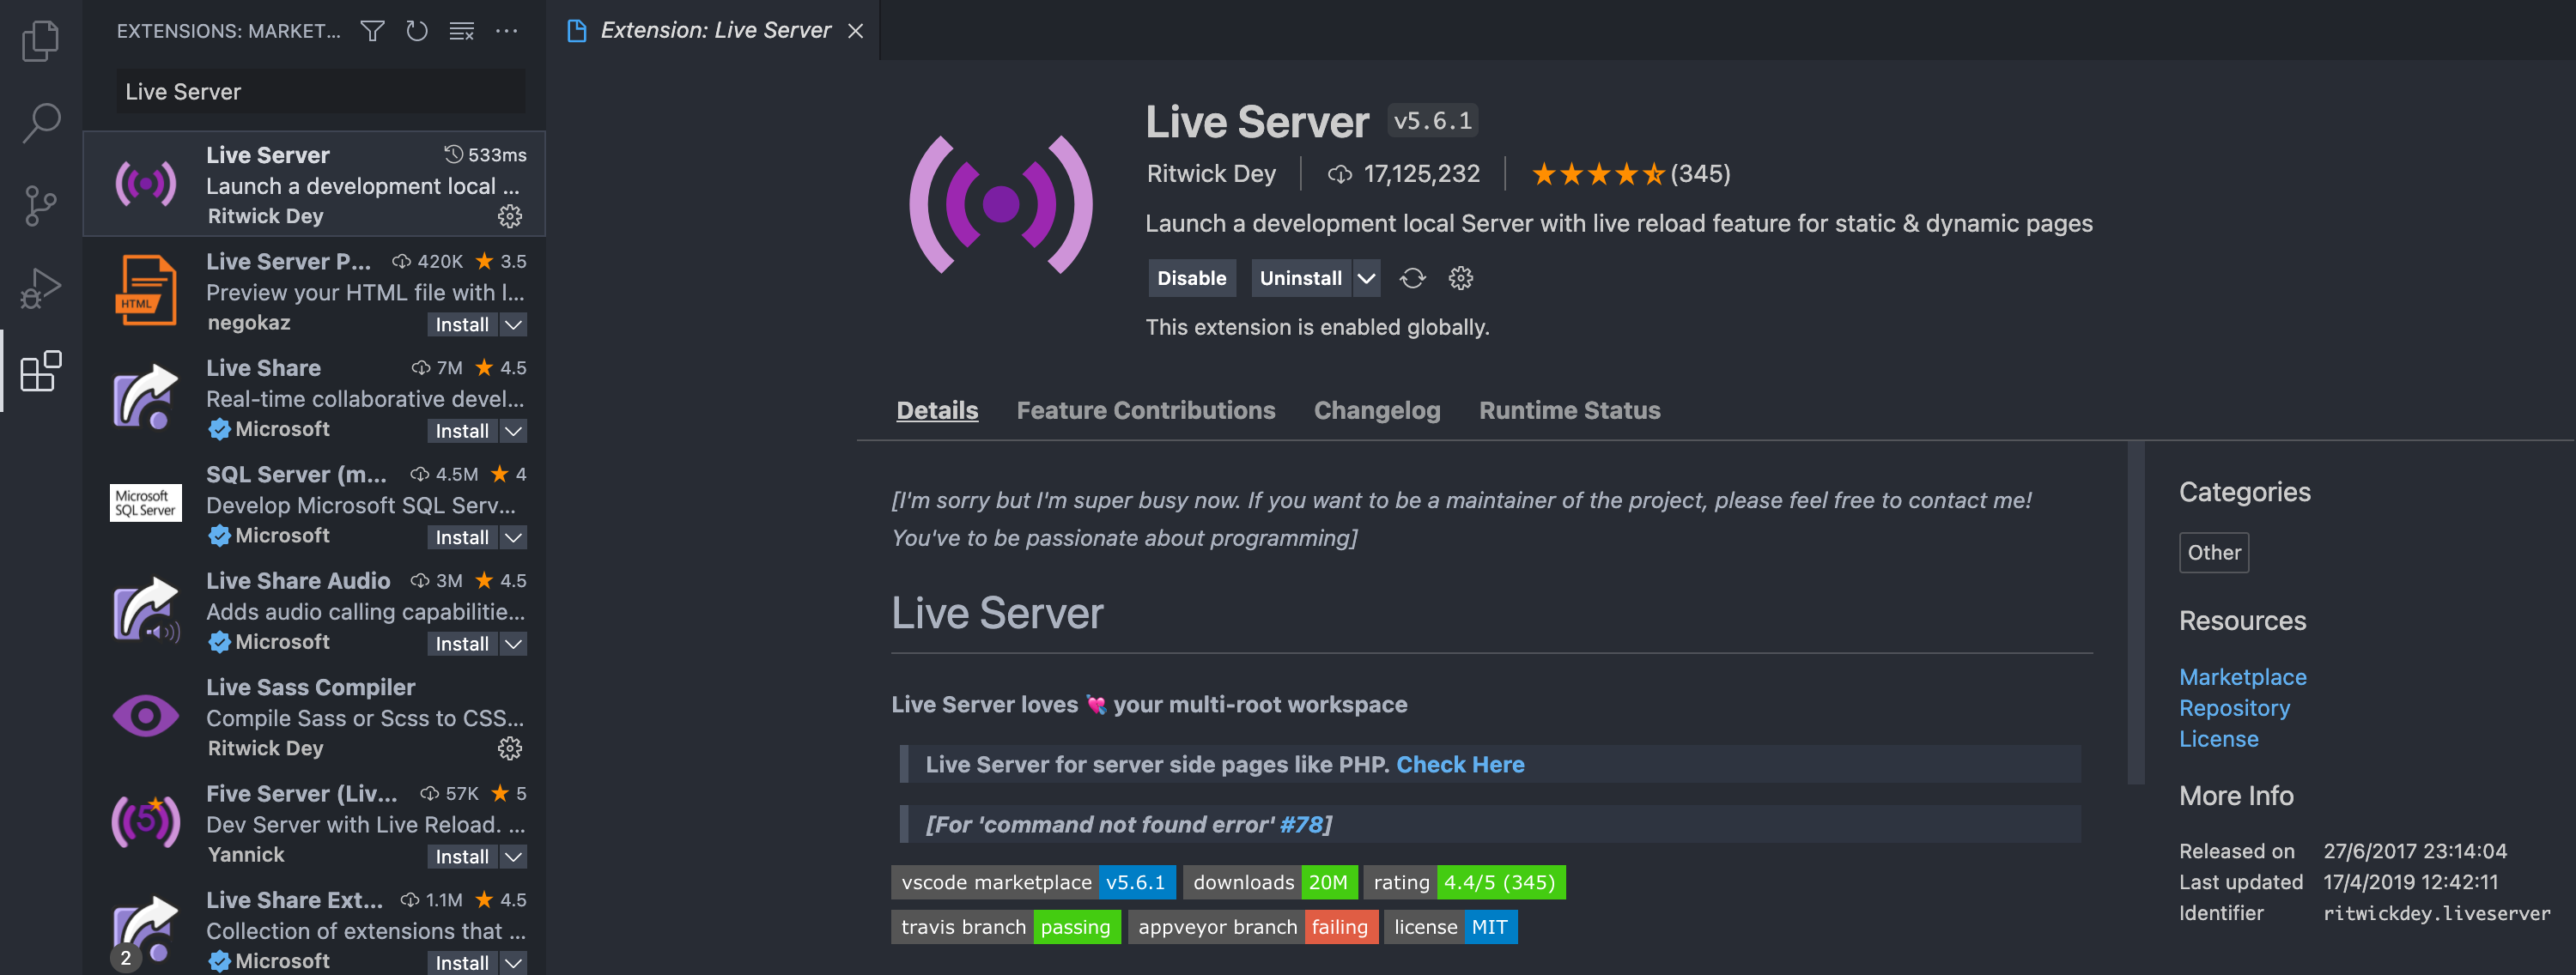 EXTENSIONS: MARKET...
Live Server
Live Server 533ms
Launch a development local ...
Ritwick Dey
Live Server P... 420K 3.5
Preview your HTML file with l...
HTML
negokaz Install
Live Share 7M 4.5
Real-time collaborative devel...
Microsoft Install
SQL Server (m... 4.5M 4
Microsoft
SQL Server
Develop Microsoft SQL Serv...
Microsoft Install
Live Share Audio 3M 4.5
Adds audio calling capabilitie...
Microsoft Install
Live Sass Compiler
Compile Sass or Scss to CSS...
Ritwick Dey
Five Server (Liv... 57K 5
5
Dev Server with Live Reload. ...
Yannick Install
Live Share Ext... 1.1M 4.5
Collection of extensions that ...
2
Microsoft Install
Extension: Live Server
Live Server v5.6.1
Ritwick Dey 17,125,232 (345)
Launch a development local Server with live reload feature for static & dynamic pages
Disable Uninstall
This extension is enabled globally.
Details Feature Contributions Changelog Runtime Status
[I'm sorry but I'm super busy now. If you want to be a maintainer of the project, please feel free to contact me!
You've to be passionate about programming]
Live Server
Live Server loves 💘 your multi-root workspace
Live Server for server side pages like PHP. Check Here
[For 'command not found error' #78]
vscode marketplace v5.6.1 downloads 20M rating 4.4/5 (345)
travis branch passing appveyor branch failing license MIT
Categories
Other
Resources
Marketplace
Repository
License
More Info
Released on 27/6/2017 23:14:04
Last updated 17/4/2019 12:42:11
Identifier ritwickdey.liveserver